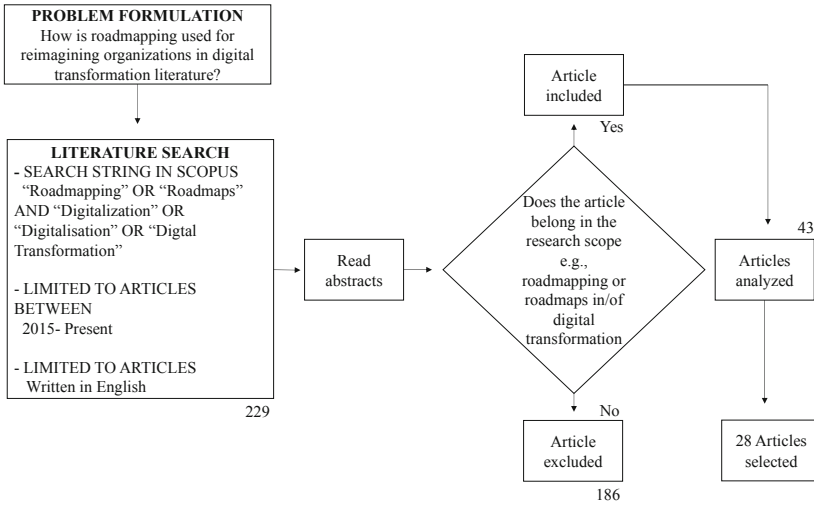 PROBLEM FORMULATION
How is roadmapping used for
reimagining organizations in digital
transformation literature?
LITERATURE SEARCH
- SEARCH STRING IN SCOPUS
“Roadmapping” OR “Roadmaps”
AND “Digitalization” OR
“Digitalisation” OR “Digtal
Transformation”
- LIMITED TO ARTICLES
BETWEEN
2015- Present
- LIMITED TO ARTICLES
Written in English
229
Read
abstracts
Does the article
belong in the
research scope
e.g.,
roadmapping or
roadmaps in/of
digital
transformation
Yes
Article
included
No
Article
excluded
186
43
Articles
analyzed
28 Articles
selected